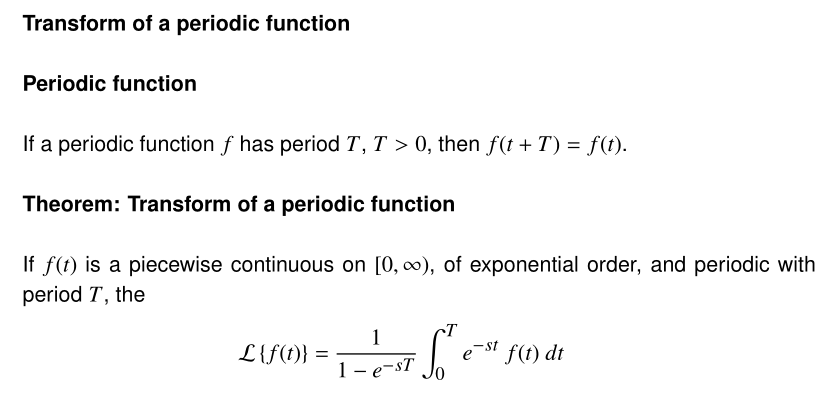 Transform of a periodic function
Periodic function
If a periodic function f has period T, T > 0, then f(t + T) = f(t).
Theorem: Transform of a periodic function
If f(t) is a piecewise continuous on [0, ∞), of exponential order, and periodic with
period T, the
ℒ{f(t)} = \frac{1}{1 − e^{−sT}} ∫_0^T e^{−st} f(t) dt